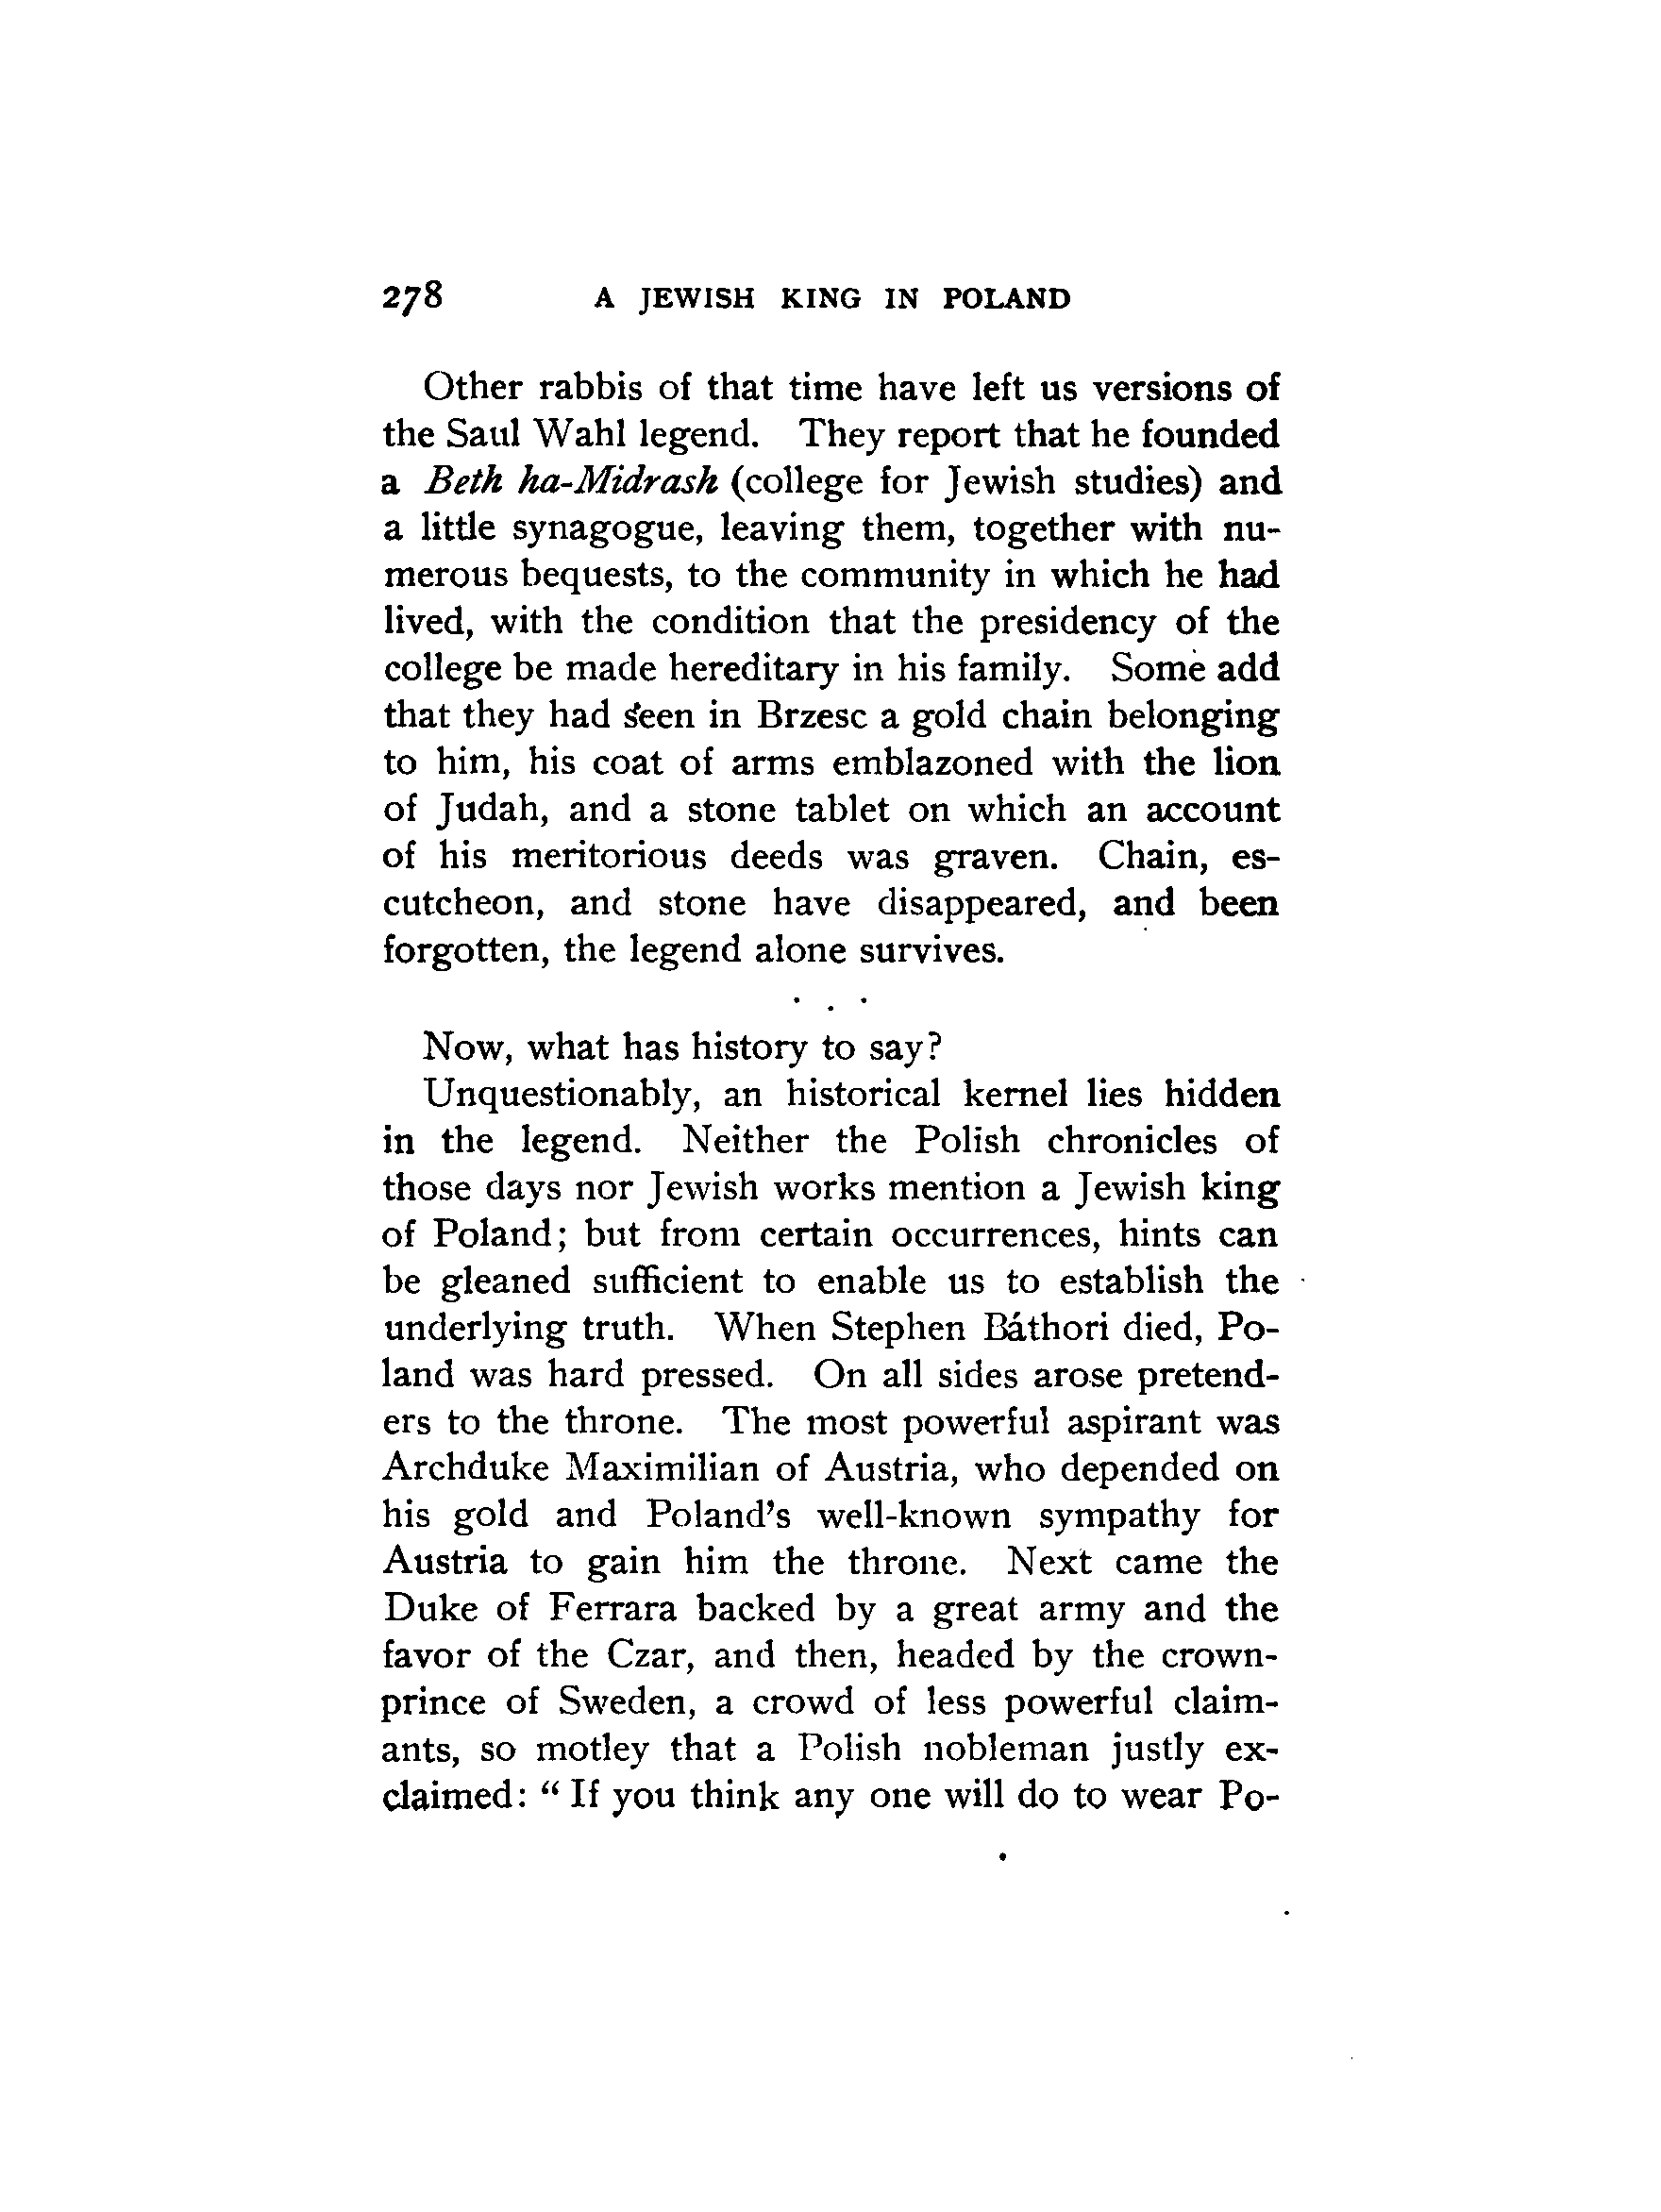 278 A JEWISH KING IN POLAND
Other rabbis of that time have left us versions of
the Saul Wahl legend. They report that he founded
a Beth ha-Midrash (college for Jewish studies) and
a little synagogue, leaving them, together with nu-
merous bequests, to the community in which he had
lived, with the condition that the presidency of the
college be made hereditary in his family. Some add
that they had seen in Brzesc a gold chain belonging
to him, his coat of arms emblazoned with the lion
of Judah, and a stone tablet on which an account
of his meritorious deeds was graven. Chain, es-
cutcheon, and stone have disappeared, and been
forgotten, the legend alone survives.
. . .
Now, what has history to say?
Unquestionably, an historical kernel lies hidden
in the legend. Neither the Polish chronicles of
those days nor Jewish works mention a Jewish king
of Poland; but from certain occurrences, hints can
be gleaned sufficient to enable us to establish the
underlying truth. When Stephen Báthori died, Po-
land was hard pressed. On all sides arose pretend-
ers to the throne. The most powerful aspirant was
Archduke Maximilian of Austria, who depended on
his gold and Poland's well-known sympathy for
Austria to gain him the throne. Next came the
Duke of Ferrara backed by a great army and the
favor of the Czar, and then, headed by the crown-
prince of Sweden, a crowd of less powerful claim-
ants, so motley that a Polish nobleman justly ex-
claimed: “ If you think any one will do to wear Po-